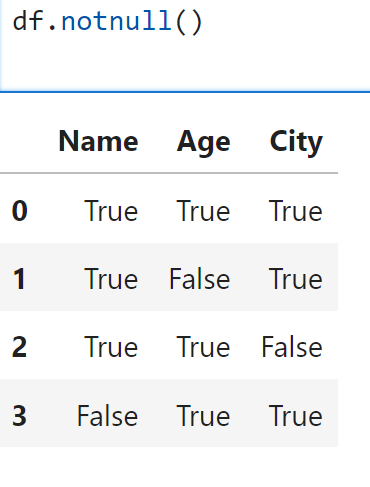 df.notnull()
Name Age City
0 True True True
1 True False True
2 True True False
3 False True True